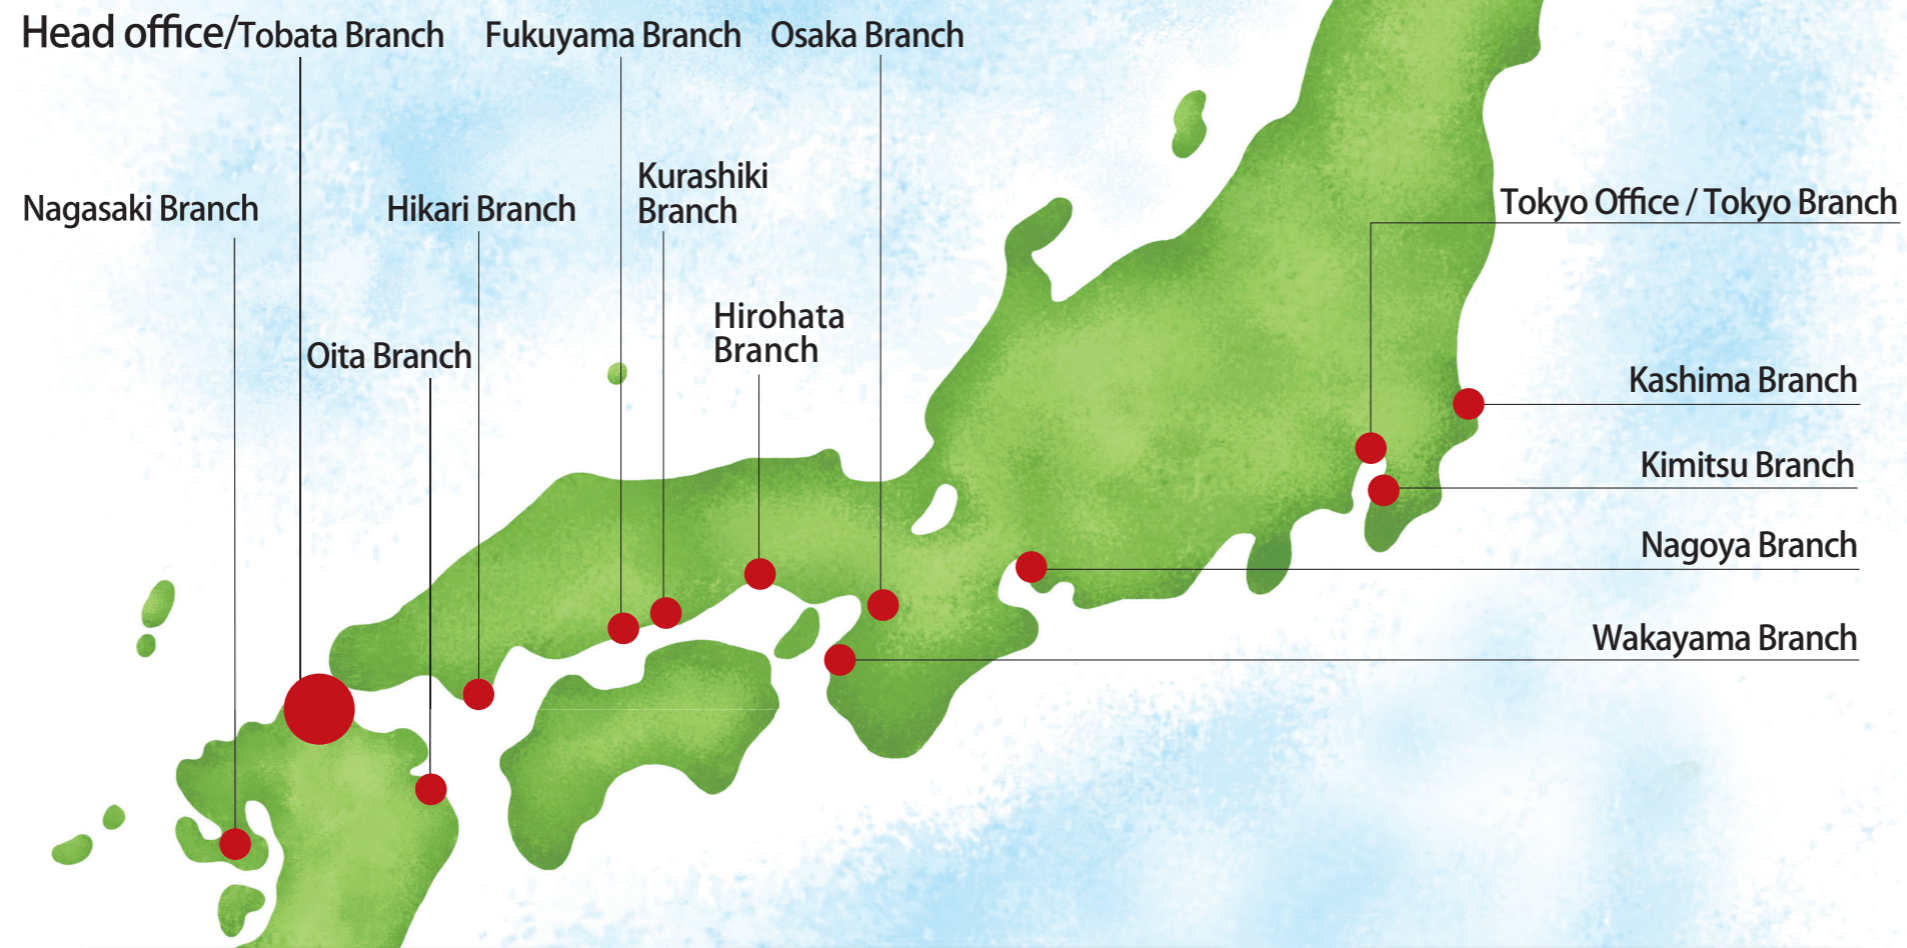 Head office/Tobata Branch
Fukuyama Branch
Osaka Branch
Nagasaki Branch
Hikari Branch
Kurashiki
Branch
Tokyo Office / Tokyo Branch
Hirohata
Branch
Oita Branch
Kashima Branch
Kimitsu Branch
Nagoya Branch
Wakayama Branch